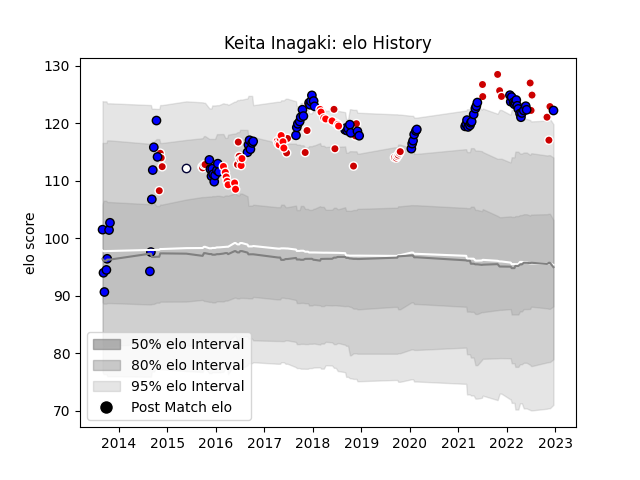 Keita Inagaki: elo History
elo score
130
120
110
100
90
80
70
50% elo Interval
80% elo Interval
95% elo Interval
Post Match elo
2014 2015 2016 2017 2018 2019 2020 2021 2022 2023